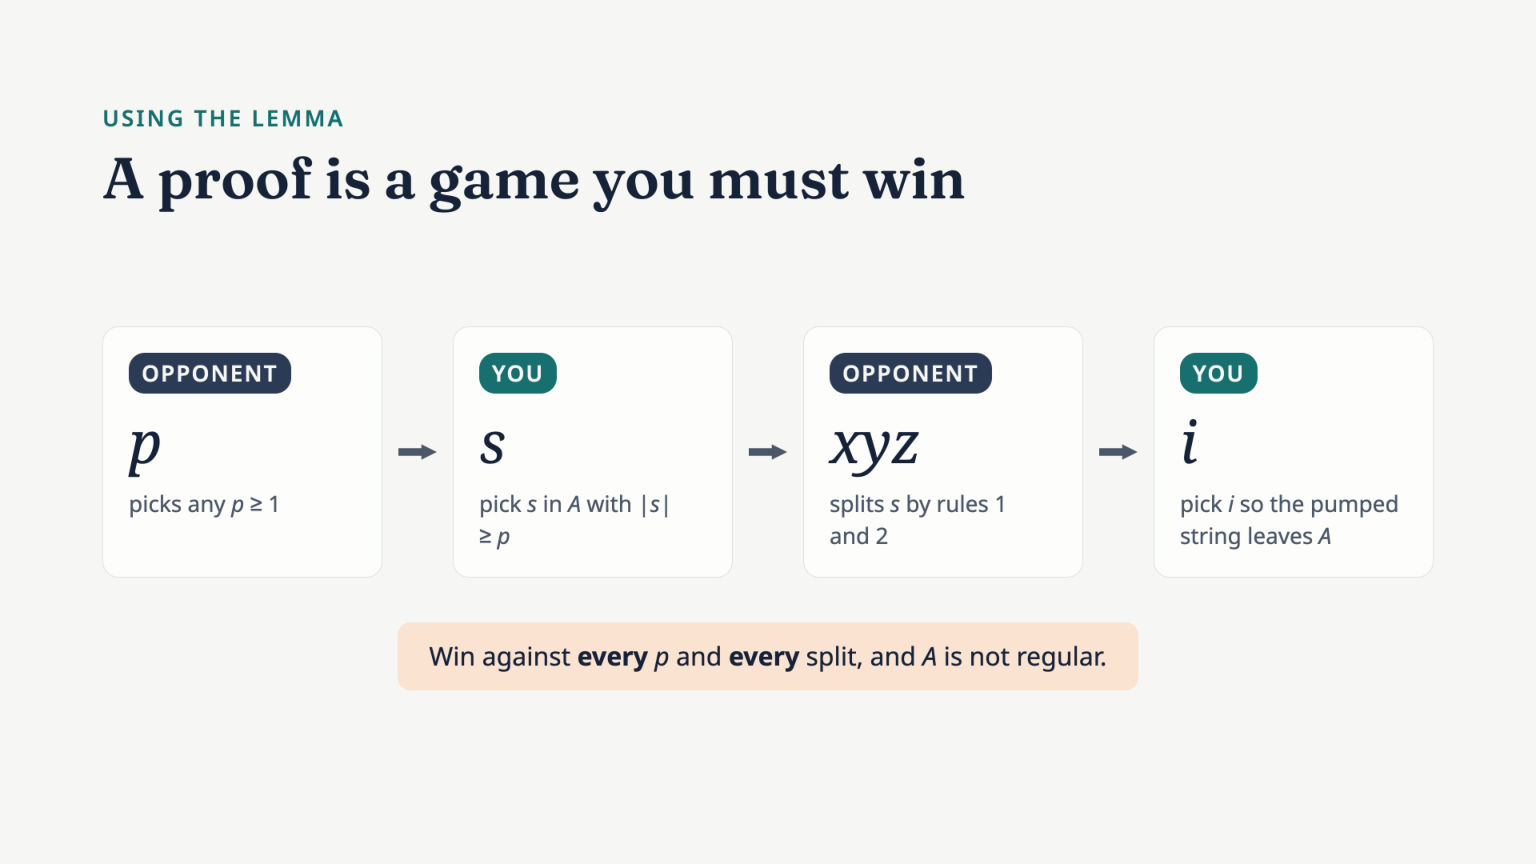 USING THE LEMMA
A proof is a game you must win
OPPONENT
p
picks any p ≥ 1
YOU
s
pick s in A with |s|
≥ p
OPPONENT
xyz
splits s by rules 1
and 2
YOU
i
pick i so the pumped
string leaves A
Win against every p and every split, and A is not regular.